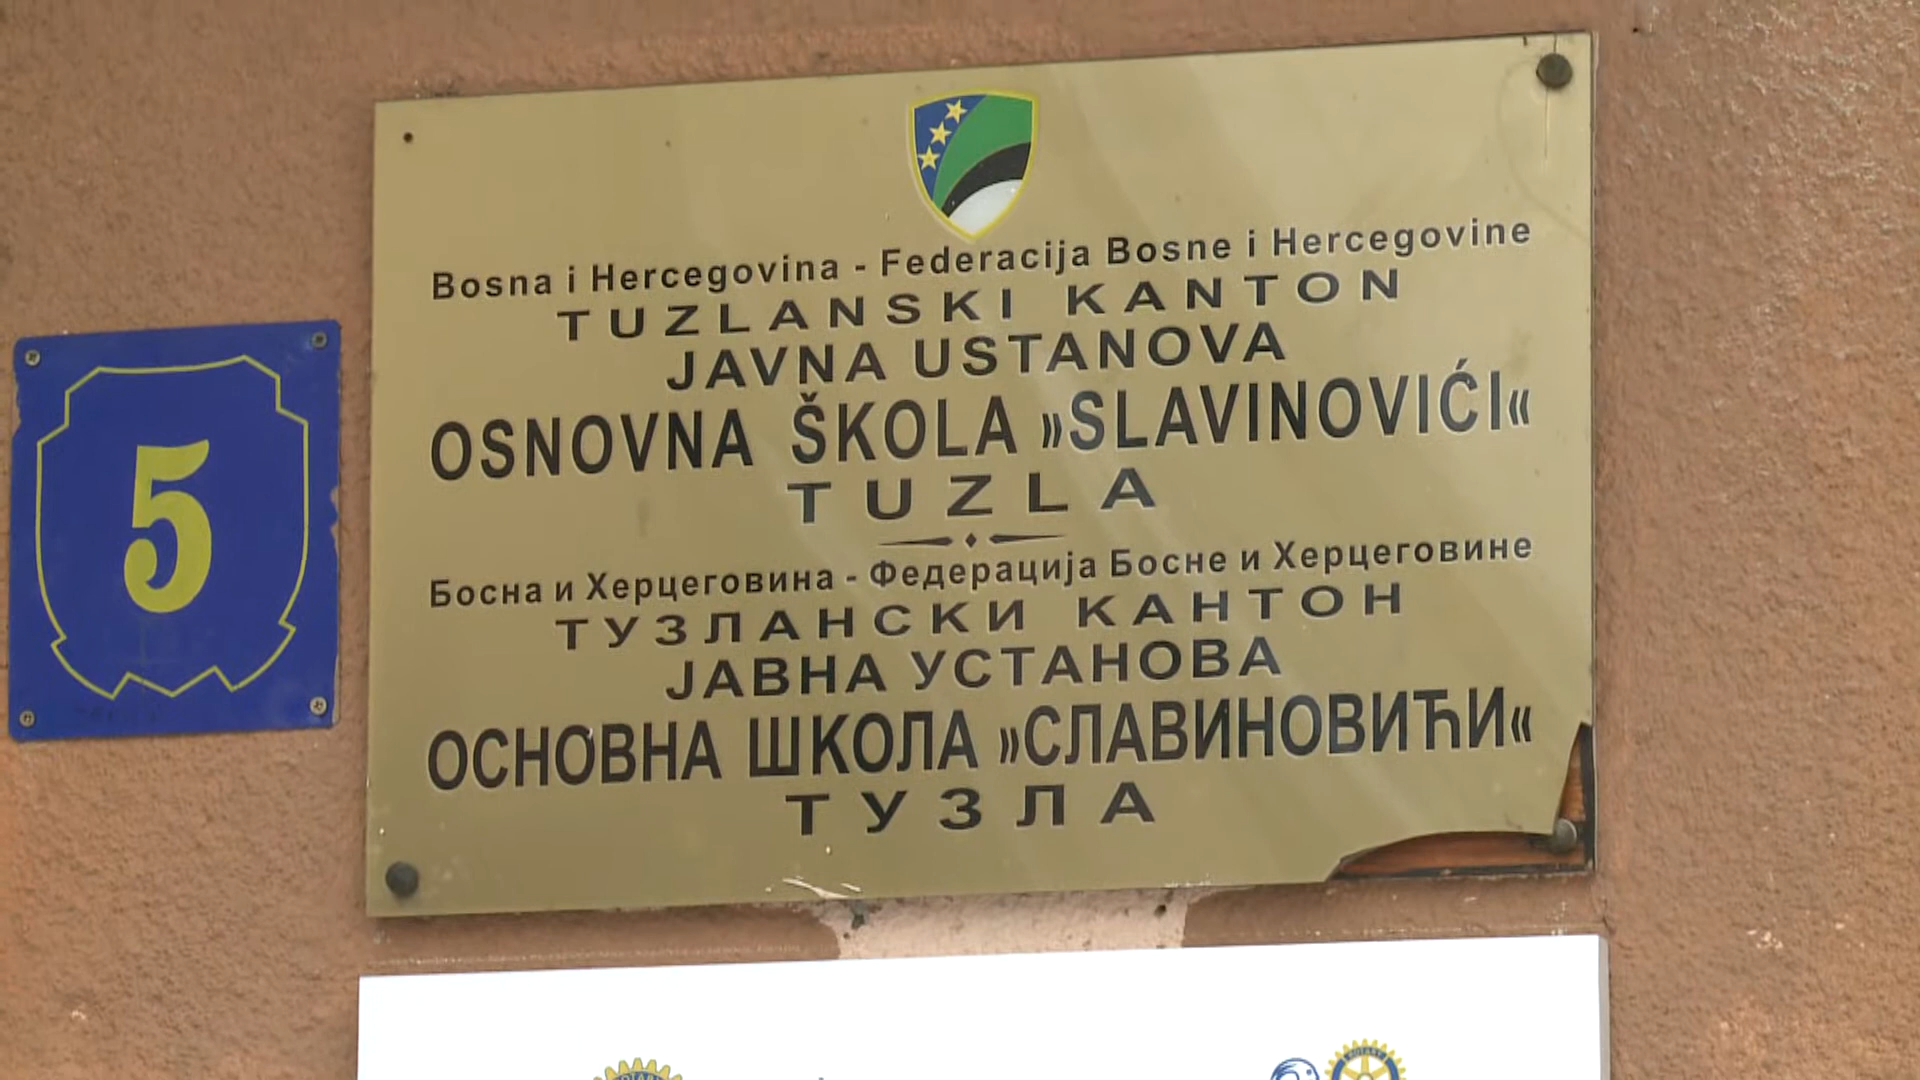 5
Bosna i Hercegovina - Federacija Bosne i Hercegovine
TUZLANSKI KANTON
JAVNA USTANOVA
OSNOVNA ŠKOLA »SLAVINOVIĆI«
TUZLA
Босна и Херцеговина - Федерација Босне и Херцеговине
ТУЗЛАНСКИ КАНТОН
ЈАВНА УСТАНОВА
ОСНОВНА ШКОЛА »СЛАВИНОВИЋИ«
ТУЗЛА
ROTARY